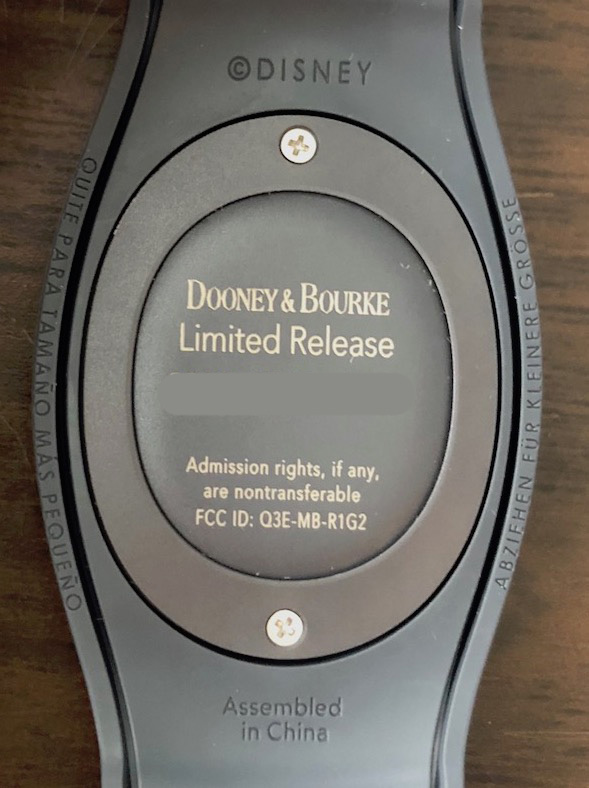 ©DISNEY
DOONEY & BOURKE
Limited Release
Admission rights, if any,
are nontransferable
FCC ID: Q3E-MB-R1G2
Assembled
in China
QUITE PARA TAMAÑO MÁS PEQUEÑO
ABZIEHEN FÜR KLEINERE GRÖSSE